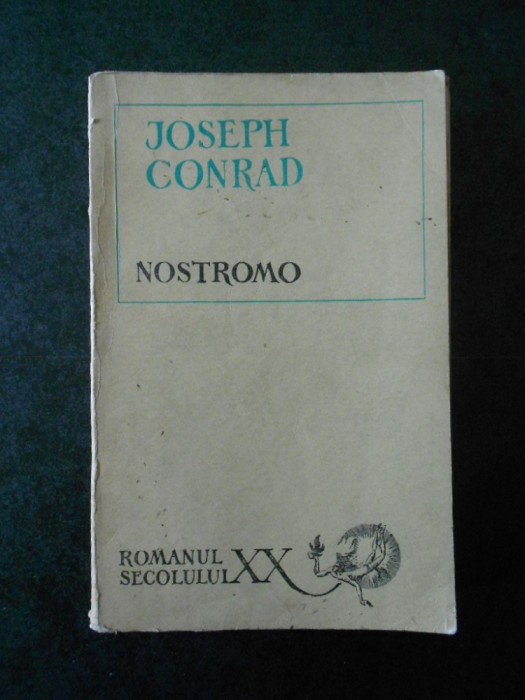 JOSEPH
CONRAD
NOSTROMO
ROMANUL
SECOLULUI XX